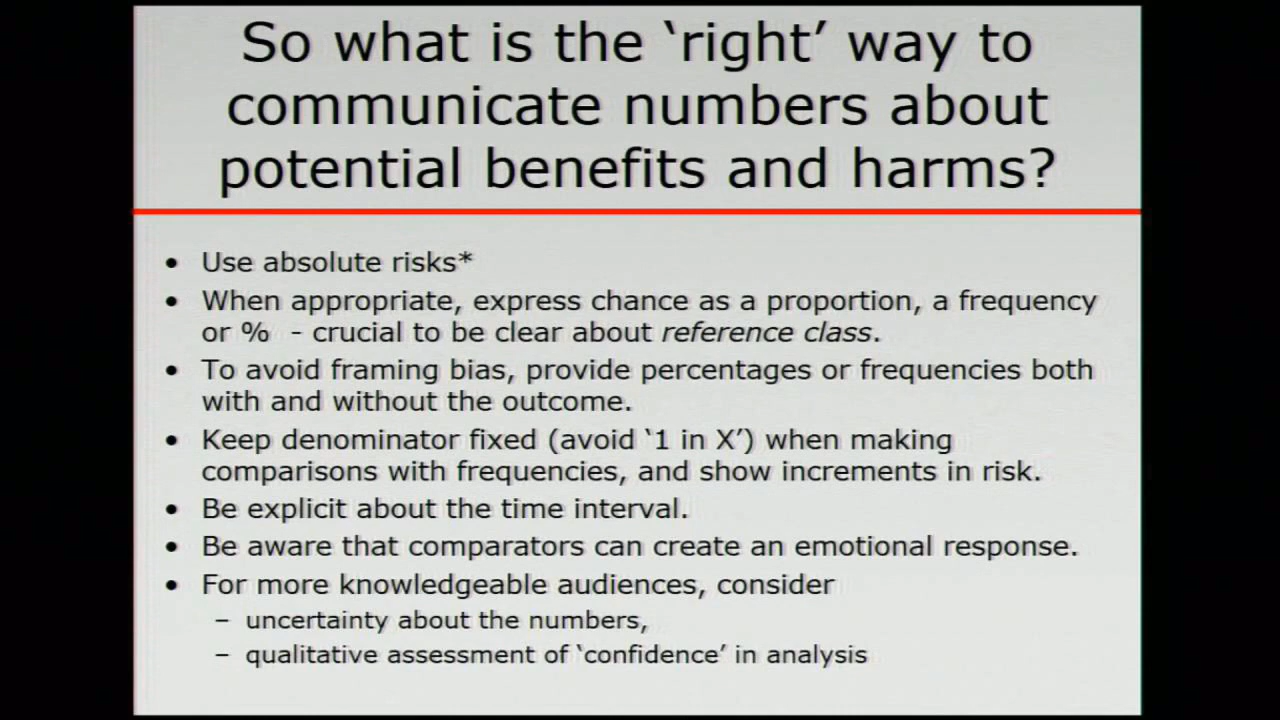 So what is the ‘right’ way to
communicate numbers about
potential benefits and harms?
• Use absolute risks*
• When appropriate, express chance as a proportion, a frequency
or % - crucial to be clear about reference class.
• To avoid framing bias, provide percentages or frequencies both
with and without the outcome.
• Keep denominator fixed (avoid ‘1 in X’) when making
comparisons with frequencies, and show increments in risk.
• Be explicit about the time interval.
• Be aware that comparators can create an emotional response.
• For more knowledgeable audiences, consider
– uncertainty about the numbers,
– qualitative assessment of ‘confidence’ in analysis